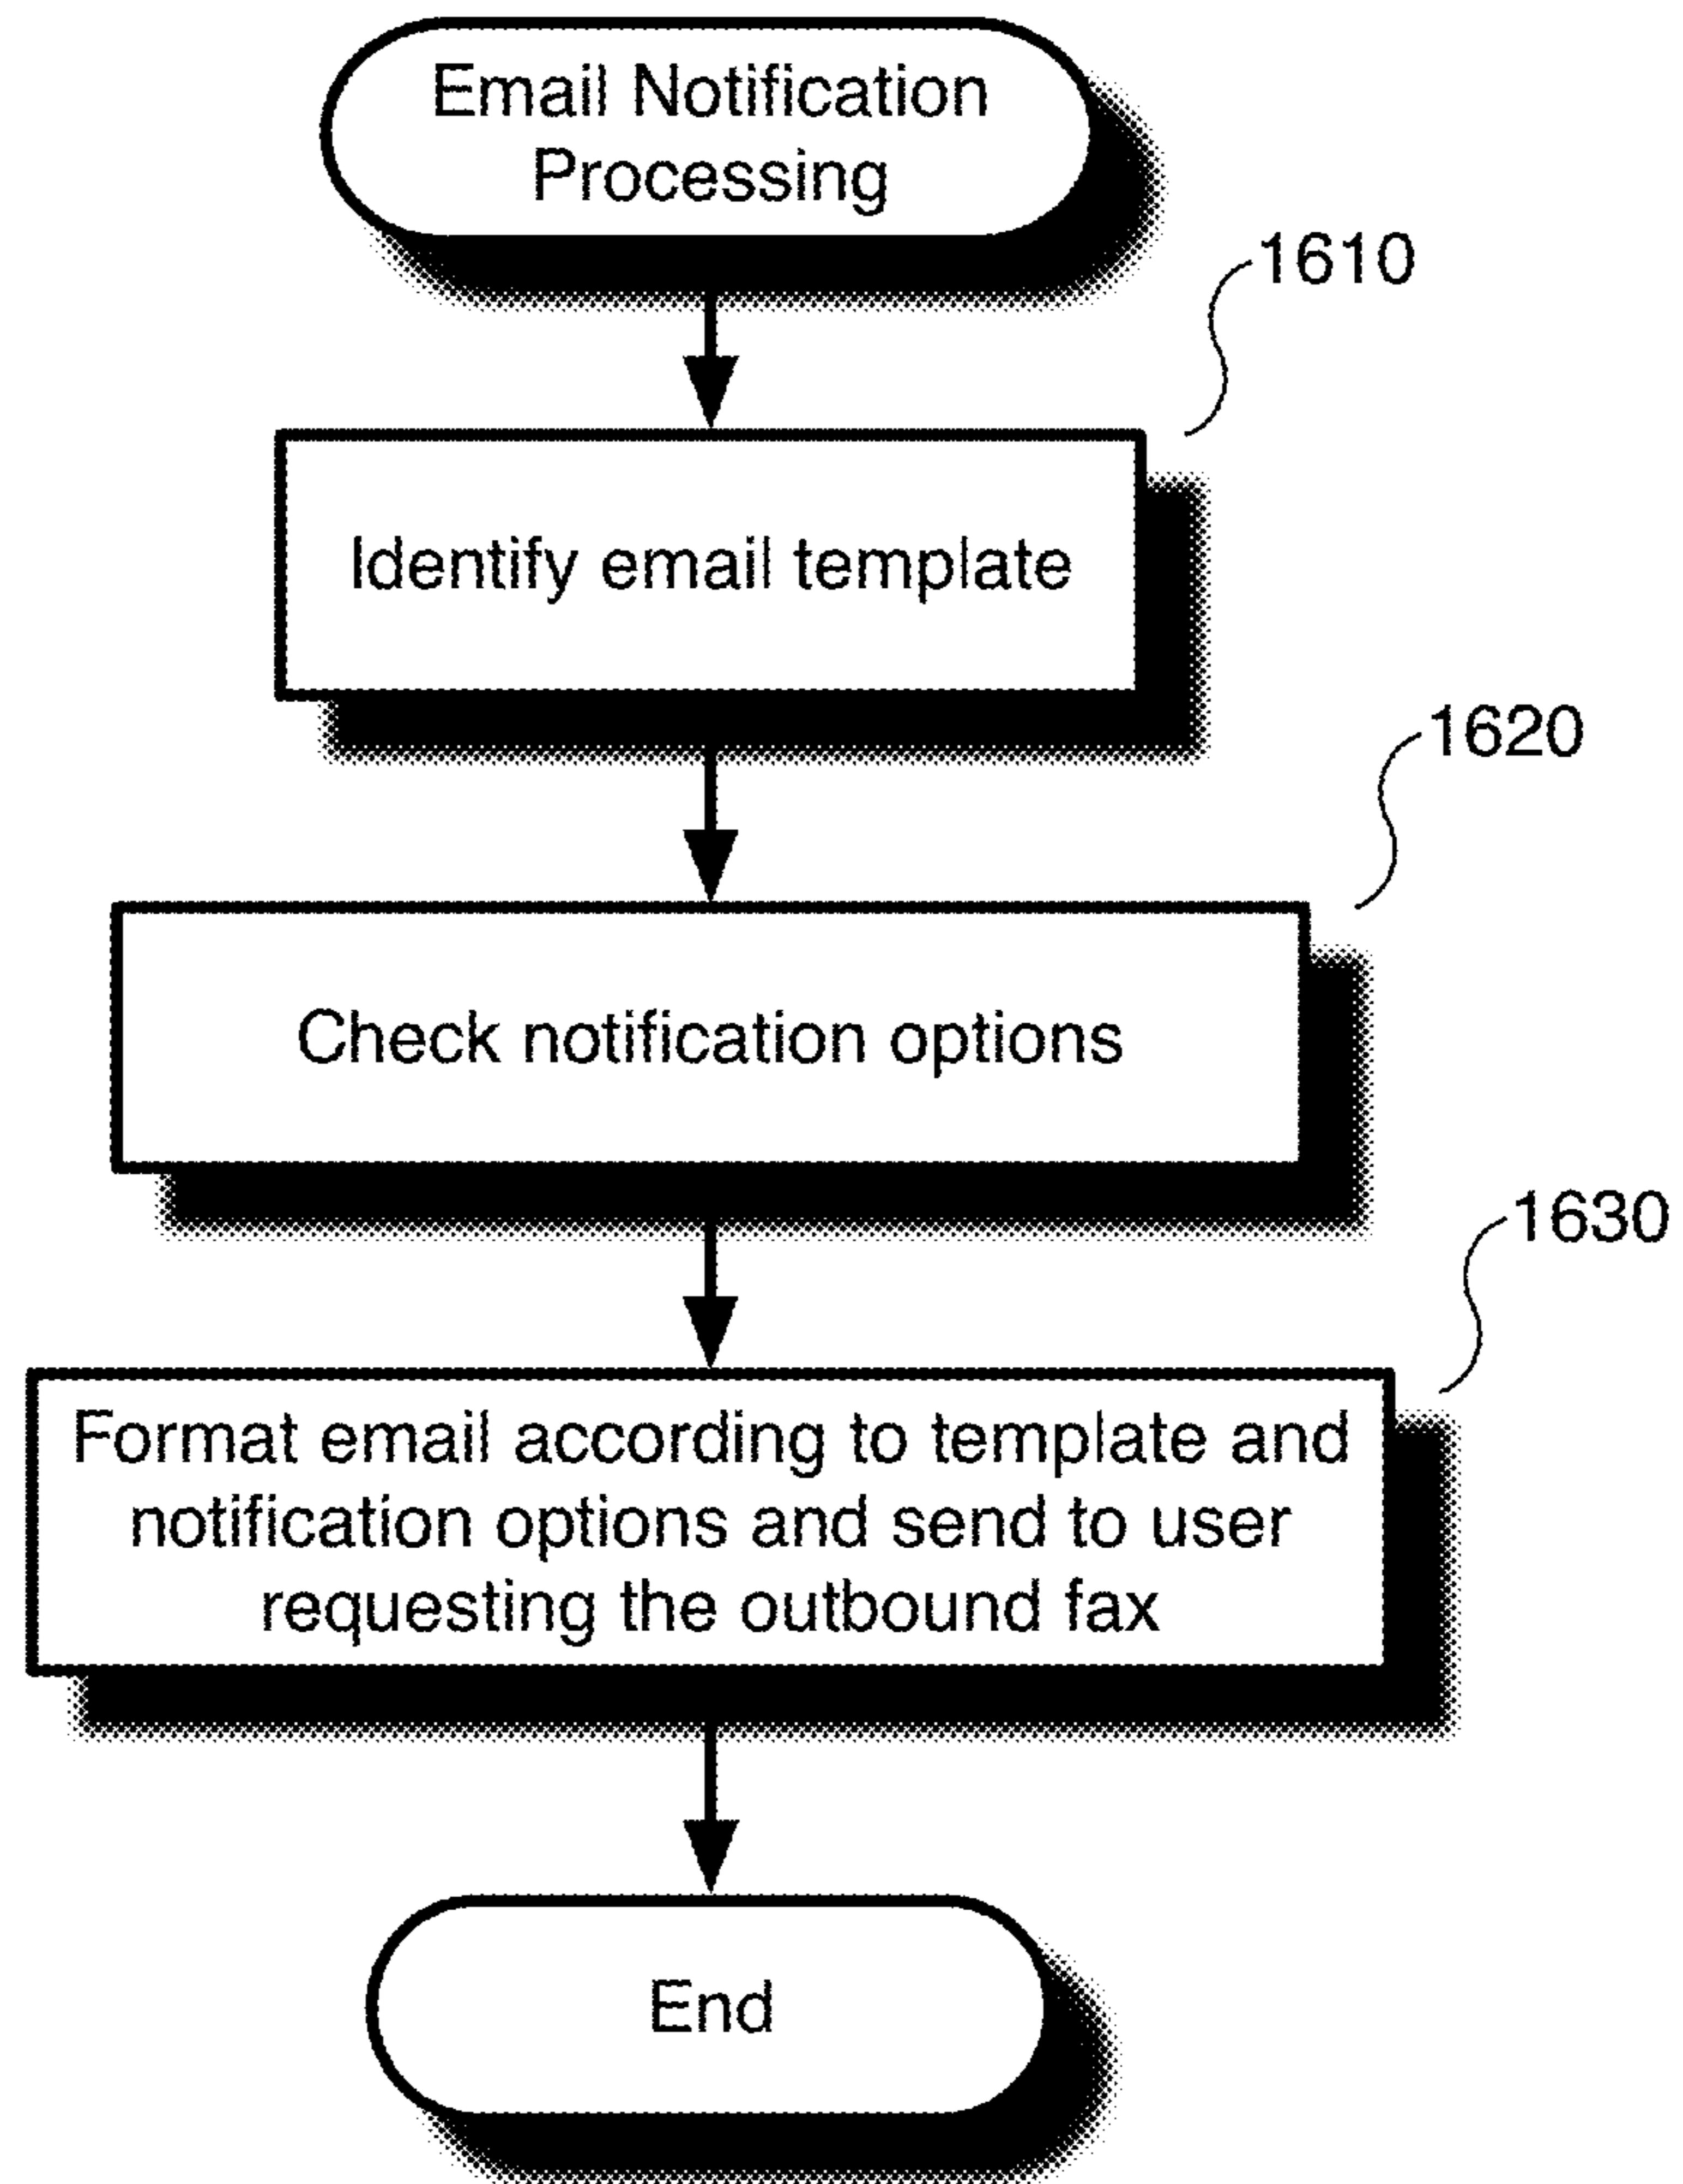 Email Notification
Processing
1610
Identify email template
1620
Check notification options
1630
Format email according to template and
notification options and send to user
requesting the outbound fax
End